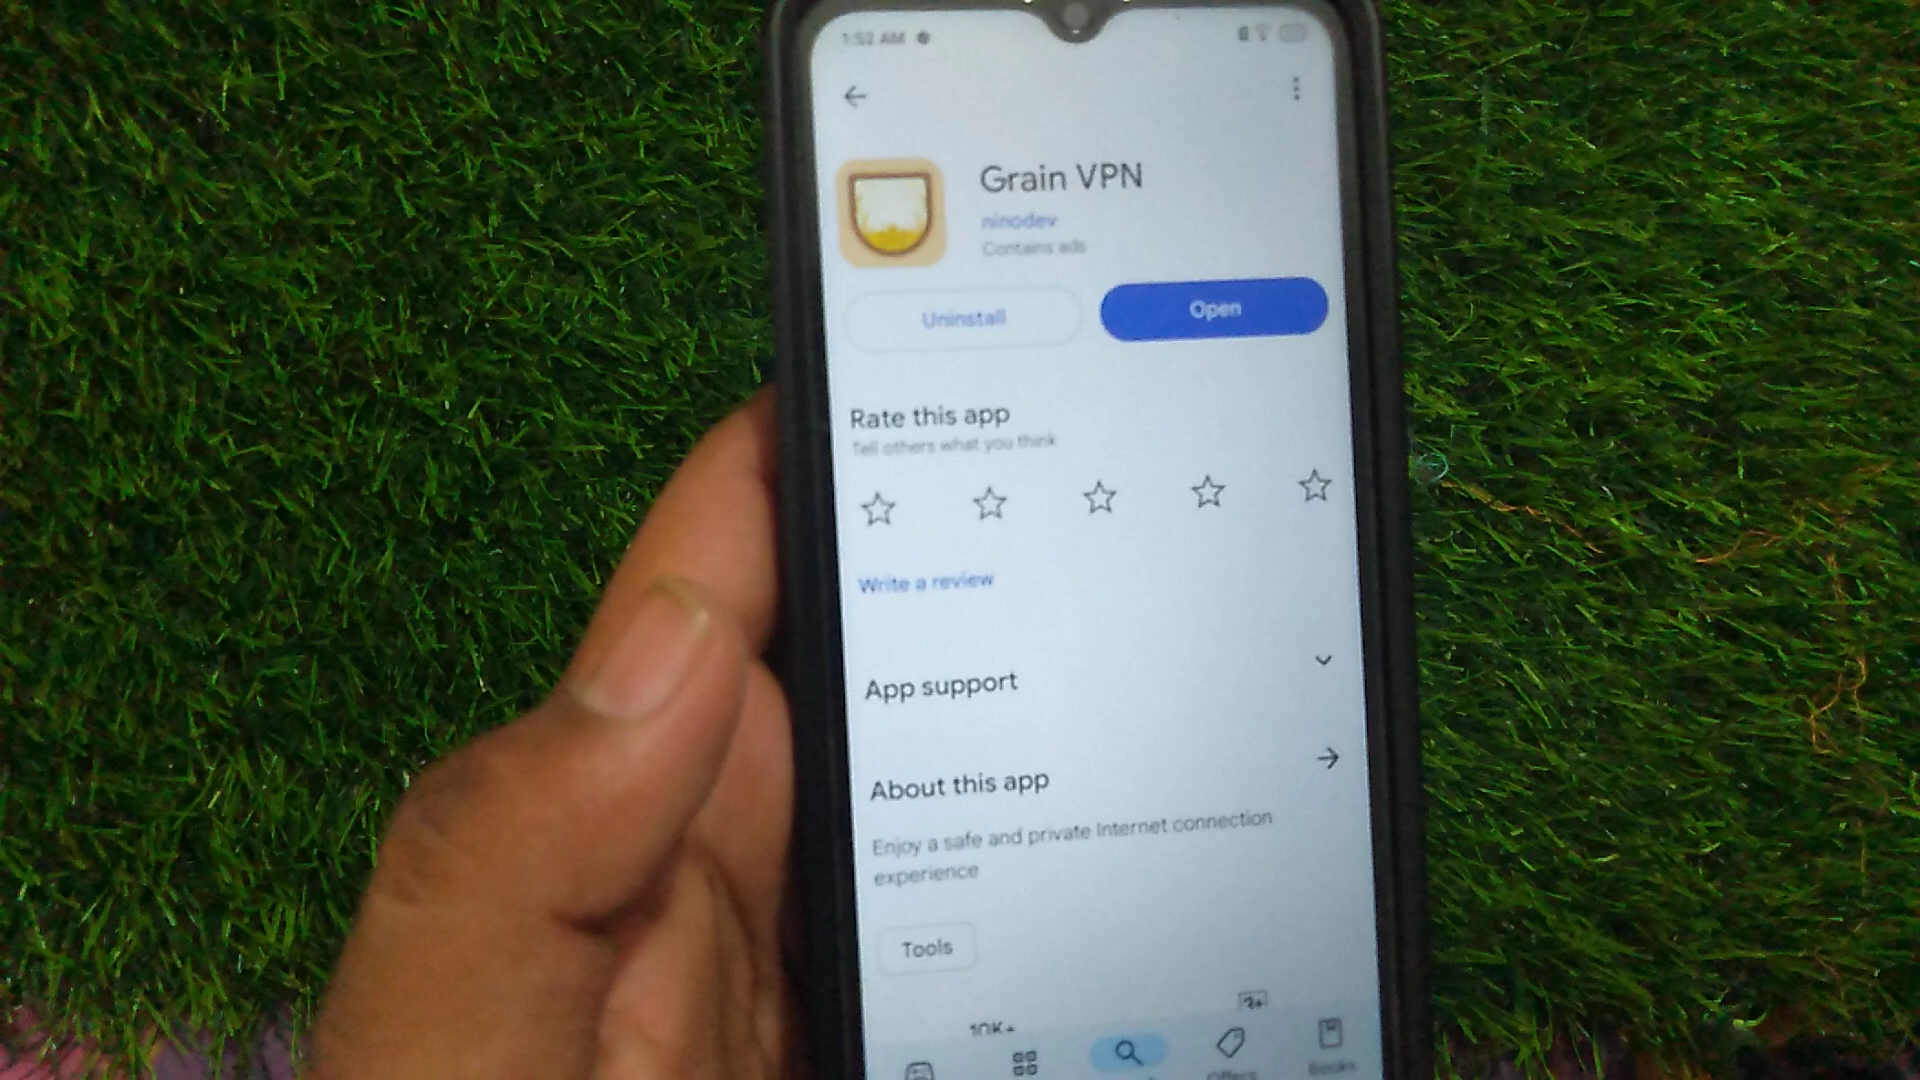 1:52 AM
Grain VPN
ninodev
Contains ads
Uninstall
Open
Rate this app
Tell others what you think
Write a review
App support
About this app
Enjoy a safe and private Internet connection
experience
Tools
3+
10K+
Offers
Books